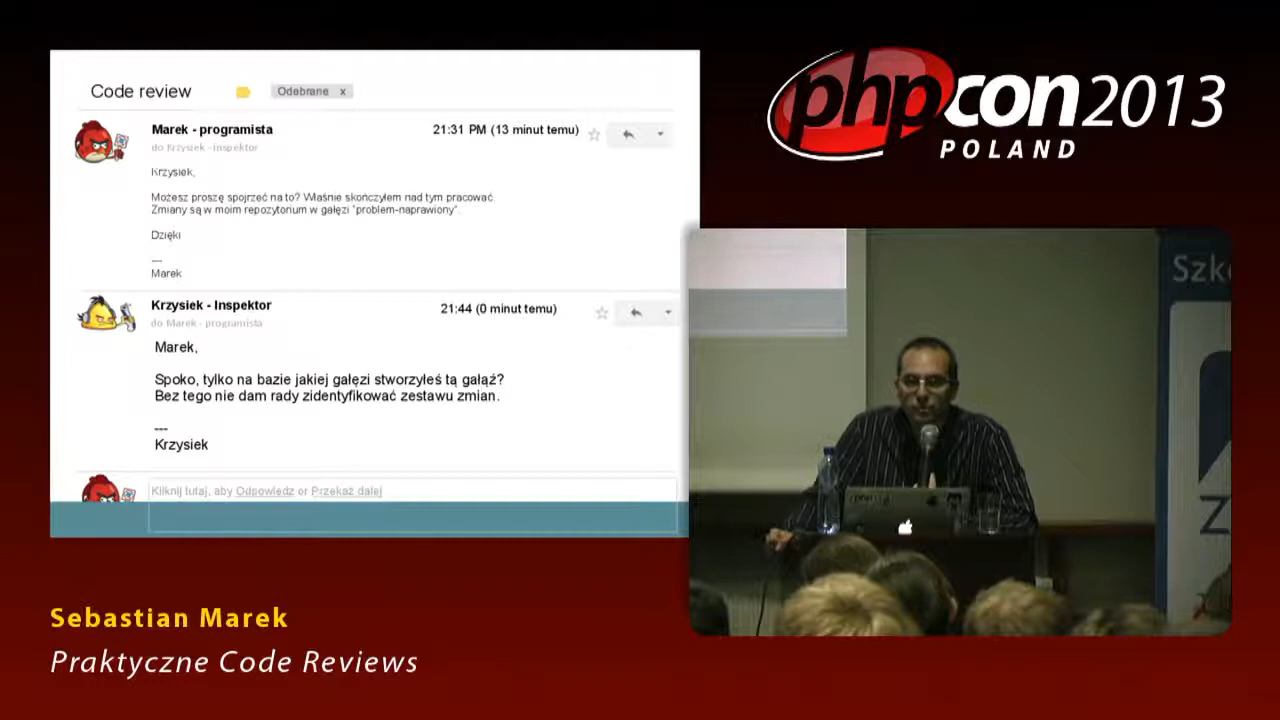 Code review
Odebrane x
Marek - programista
21:31 PM (13 minut temu)
do Krzysiek - inspektor
Krzysiek,
Możesz proszę spojrzeć na to? Właśnie skończyłem nad tym pracować.
Zmiany są w moim repozytorium w gałęzi "problem-naprawiony".
Dzięki
---
Marek
Krzysiek - Inspektor
21:44 (0 minut temu)
do Marek - programista
Marek,
Spoko, tylko na bazie jakiej gałęzi stworzyłeś tą gałąź?
Bez tego nie dam rady zidentyfikować zestawu zmian.
---
Krzysiek
Kliknij tutaj, aby Odpowiedz or Przekaż dalej
phpcon2013
POLAND
Sebastian Marek
Praktyczne Code Reviews